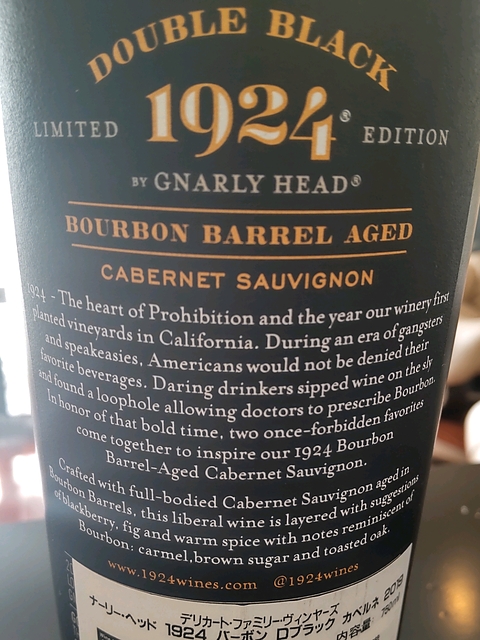 DOUBLE BLACK
LIMITED 1924® EDITION
BY GNARLY HEAD®
BOURBON BARREL AGED
CABERNET SAUVIGNON
1924 - The heart of Prohibition and the year our winery first
planted vineyards in California. During an era of gangsters
and speakeasies, Americans would not be denied their
favorite beverages. Daring drinkers sipped wine on the sly
and found a loophole allowing doctors to prescribe Bourbon.
In honor of that bold time, two once-forbidden favorites
come together to inspire our 1924 Bourbon
Barrel-Aged Cabernet Sauvignon.
Crafted with full-bodied Cabernet Sauvignon aged in
Bourbon Barrels, this liberal wine is layered with suggestions
of blackberry, fig and warm spice with notes reminiscent of
Bourbon: carmel,brown sugar and toasted oak.
www.1924wines.com @1924wines
デリカート・ファミリー・ヴィンヤーズ
ナーリー・ヘッド 1924 バーボン ロブラック カベルネ 2019
容量: 750ml